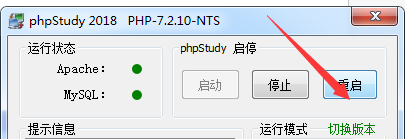 phpStudy 2018 PHP-7.2.10-NTS
运行状态
phpStudy 启停
Apache:
启动
停止
重启
MySQL:
提示信息
运行模式
切换版本